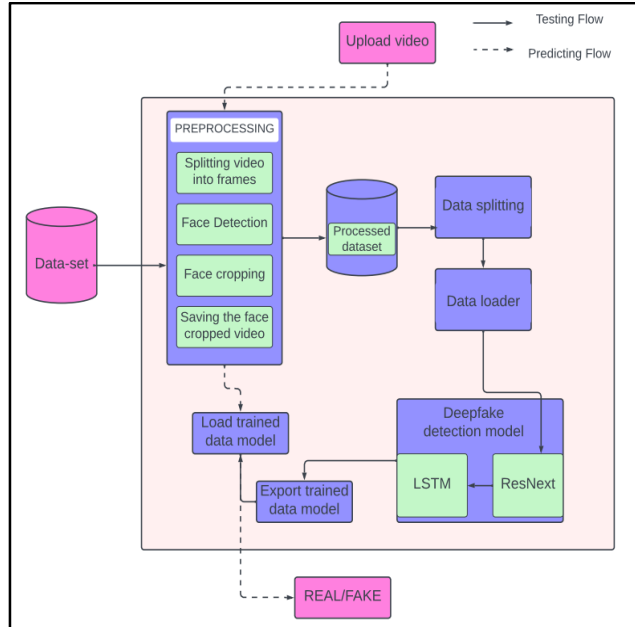 Upload video
Testing Flow
Predicting Flow
PREPROCESSING
Splitting video
into frames
Face Detection
Face cropping
Saving the face
cropped video
Data-set
Processed
dataset
Data splitting
Data loader
Deepfake
detection model
LSTM
ResNext
Load trained
data model
Export trained
data model
REAL/FAKE